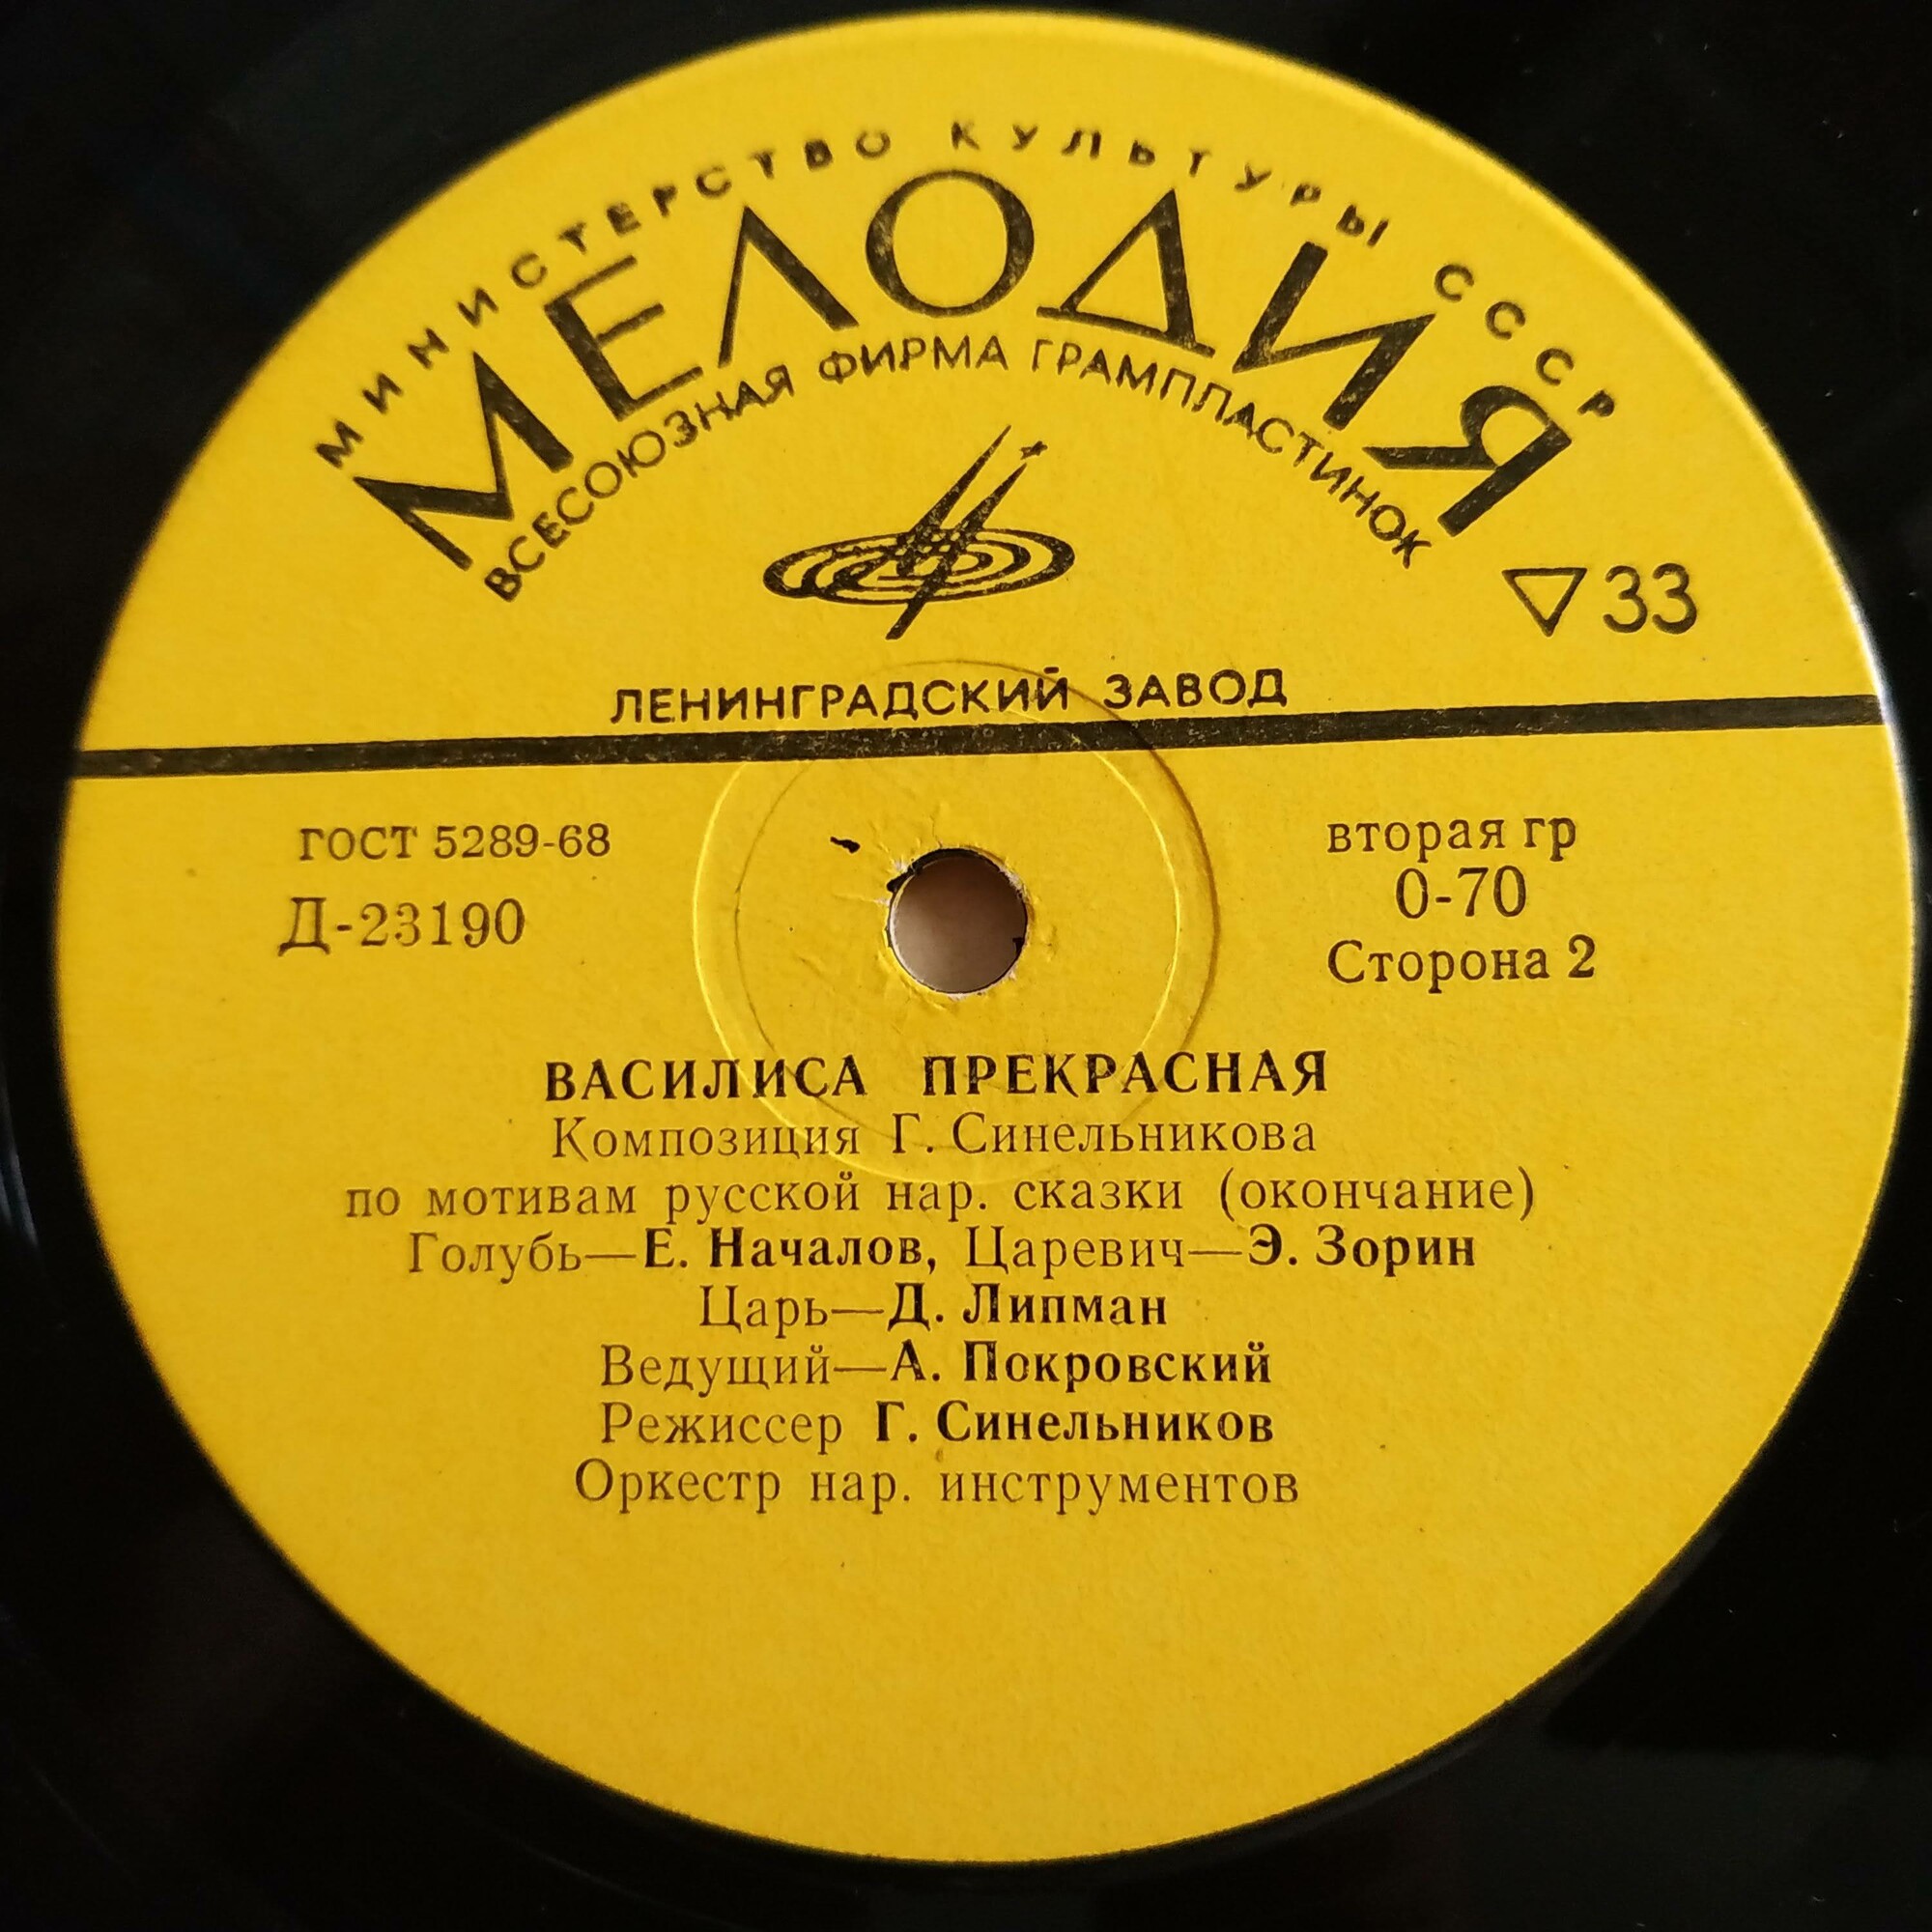 МИНИСТЕРСТВО КУЛЬТУРЫ СССР
МЕЛОДИЯ
ВСЕСОЮЗНАЯ ФИРМА ГРАМПЛАСТИНОК
▽33
ЛЕНИНГРАДСКИЙ ЗАВОД
ГОСТ 5289-68
Д-23190
вторая гр
0-70
Сторона 2
ВАСИЛИСА ПРЕКРАСНАЯ
Композиция Г. Синельникова
по мотивам русской нар. сказки (окончание)
Голубь—Е. Началов, Царевич—Э. Зорин
Царь—Д. Липман
Ведущий—А. Покровский
Режиссер Г. Синельников
Оркестр нар. инструментов